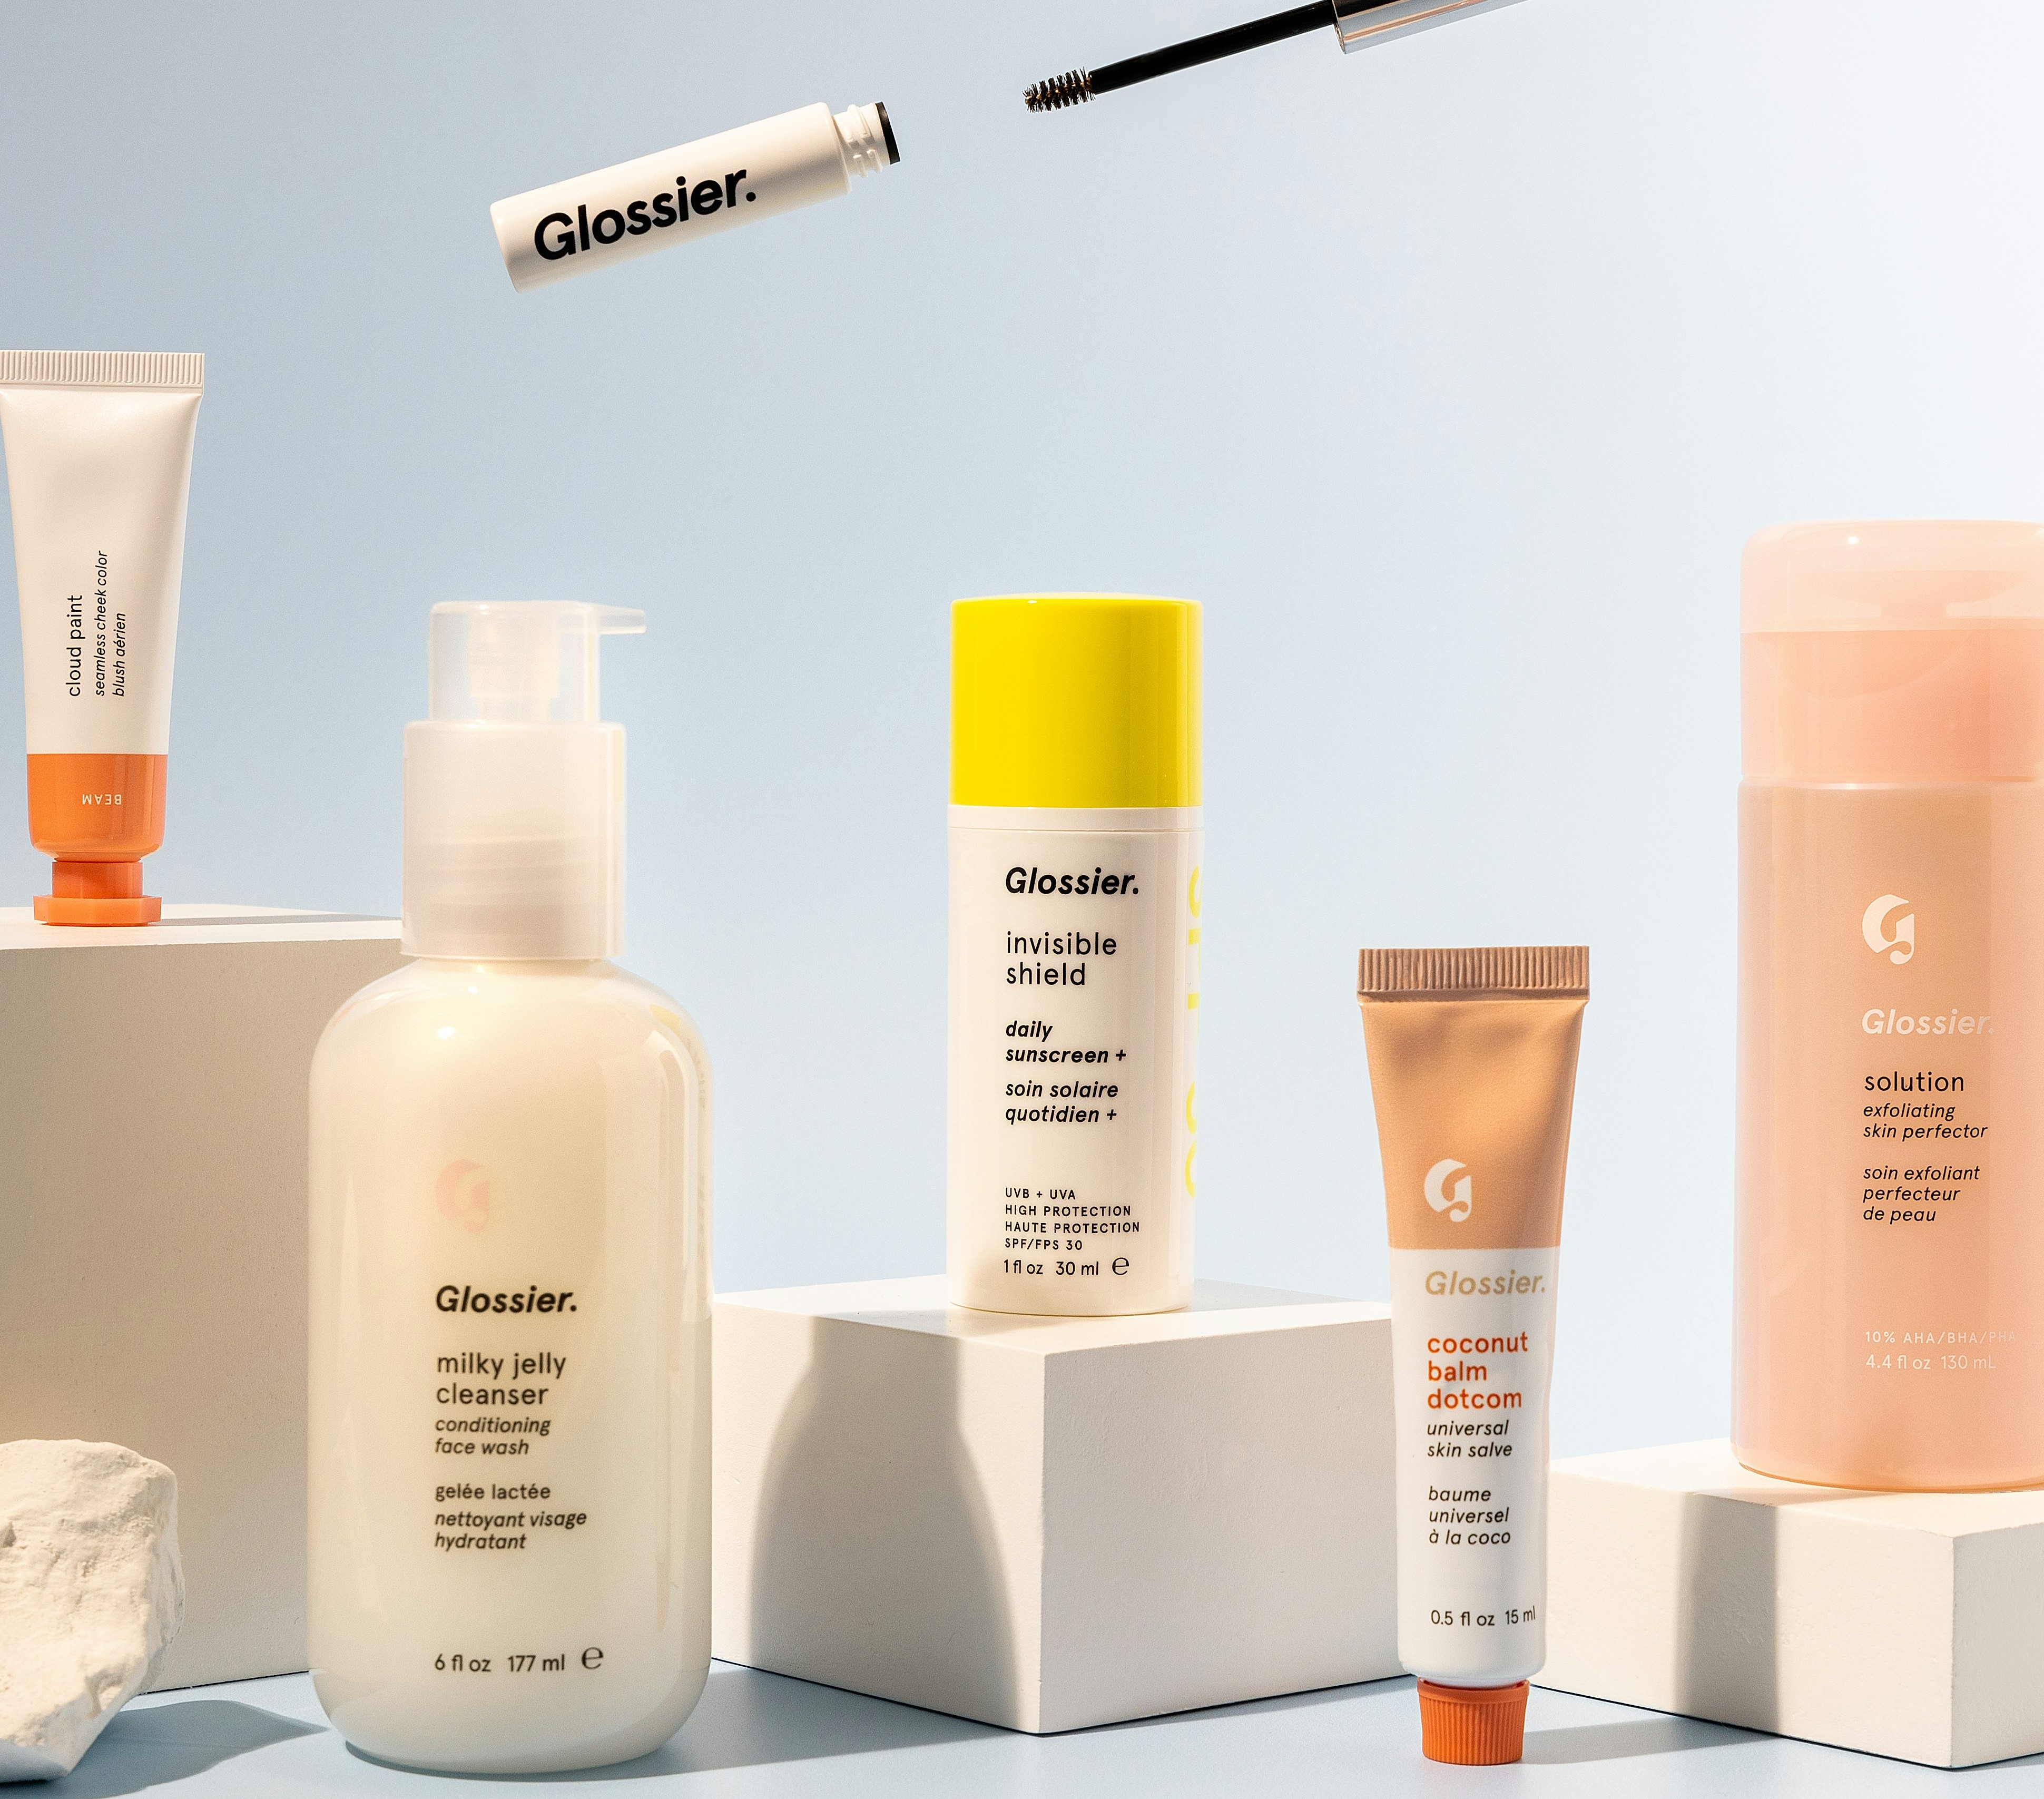 Glossier.
cloud paint
seamless cheek color
blush aérien
BEAM
Glossier.
milky jelly
cleanser
conditioning
face wash
gelée lactée
nettoyant visage
hydratant
6 fl oz 177 ml ℮
Glossier.
invisible
shield
daily
sunscreen +
soin solaire
quotidien +
UVB + UVA
HIGH PROTECTION
HAUTE PROTECTION
SPF/FPS 30
1 fl oz 30 ml ℮
Glossier.
coconut
balm
dotcom
universal
skin salve
baume
universel
à la coco
0.5 fl oz 15 ml
G
Glossier.
solution
exfoliating
skin perfector
soin exfoliant
perfecteur
de peau
10% AHA/BHA/PHA
4.4 fl oz 130 mL